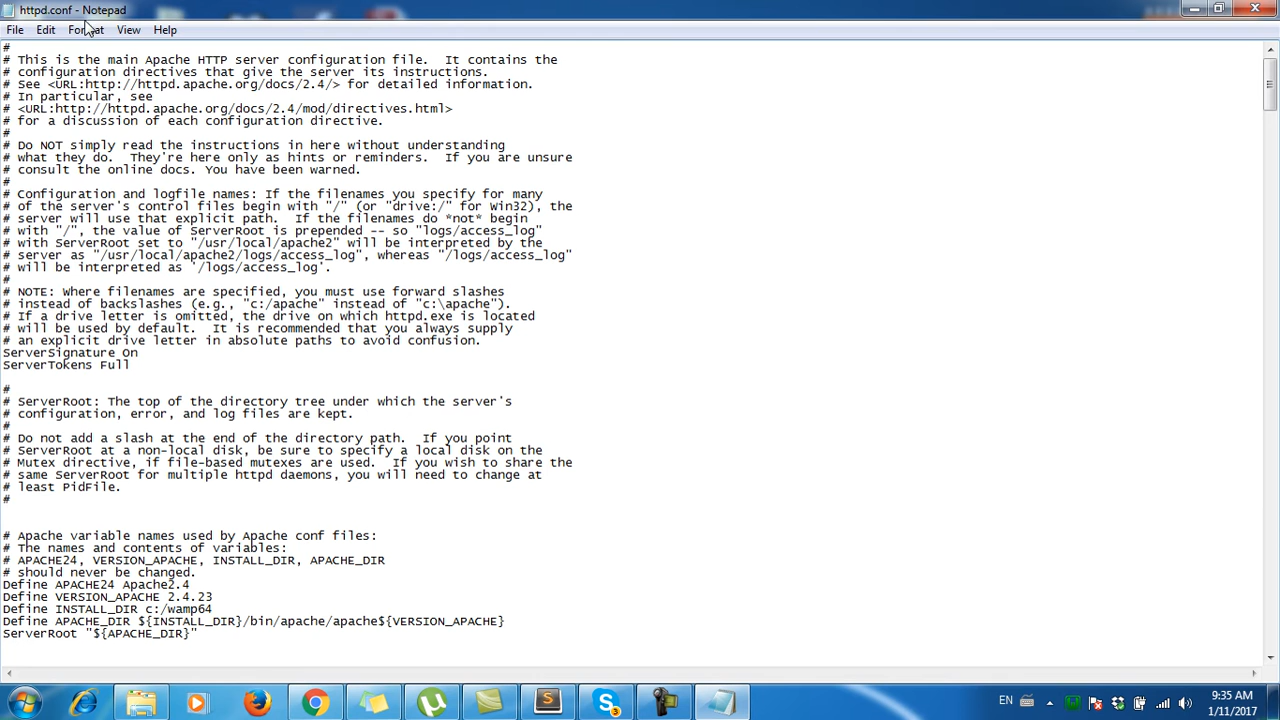 httpd.conf - Notepad
File Edit Format View Help
#
# This is the main Apache HTTP server configuration file.  It contains the
# configuration directives that give the server its instructions.
# See <URL:http://httpd.apache.org/docs/2.4/> for detailed information.
# In particular, see
# <URL:http://httpd.apache.org/docs/2.4/mod/directives.html>
# for a discussion of each configuration directive.
#
# Do NOT simply read the instructions in here without understanding
# what they do.  They're here only as hints or reminders.  If you are unsure
# consult the online docs. You have been warned.
#
# Configuration and logfile names: If the filenames you specify for many
# of the server's control files begin with "/" (or "drive:/" for Win32), the
# server will use that explicit path.  If the filenames do *not* begin
# with "/", the value of ServerRoot is prepended -- so "logs/access_log"
# with ServerRoot set to "/usr/local/apache2" will be interpreted by the
# server as "/usr/local/apache2/logs/access_log", whereas "/logs/access_log"
# will be interpreted as '/logs/access_log'.
#
# NOTE: Where filenames are specified, you must use forward slashes
# instead of backslashes (e.g., "c:/apache" instead of "c:\apache").
# If a drive letter is omitted, the drive on which httpd.exe is located
# will be used by default.  It is recommended that you always supply
# an explicit drive letter in absolute paths to avoid confusion.
ServerSignature On
ServerTokens Full
#
# ServerRoot: The top of the directory tree under which the server's
# configuration, error, and log files are kept.
#
# Do not add a slash at the end of the directory path.  If you point
# ServerRoot at a non-local disk, be sure to specify a local disk on the
# Mutex directive, if file-based mutexes are used.  If you wish to share the
# same ServerRoot for multiple httpd daemons, you will need to change at
# least PidFile.
#
# Apache variable names used by Apache conf files:
# The names and contents of variables:
# APACHE24, VERSION_APACHE, INSTALL_DIR, APACHE_DIR
# should never be changed.
Define APACHE24 Apache2.4
Define VERSION_APACHE 2.4.23
Define INSTALL_DIR c:/wamp64
Define APACHE_DIR ${INSTALL_DIR}/bin/apache/apache${VERSION_APACHE}
ServerRoot "${APACHE_DIR}"
EN
9:35 AM
1/11/2017